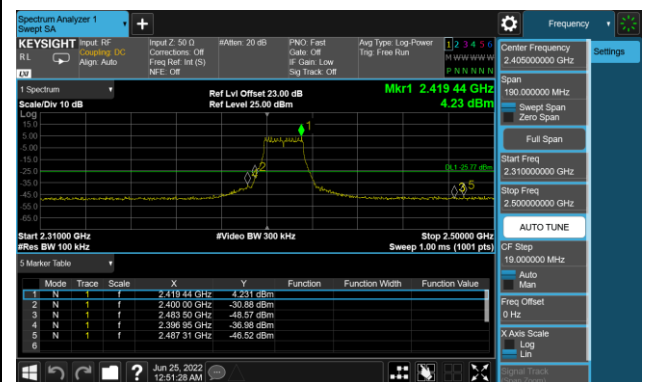 Spectrum Analyzer 1
Swept SA
Frequency
KEYSIGHT
RL
Input: RF
Coupling: DC
Align: Auto
Input Z: 50 Ω
Corrections: Off
Freq Ref: Int (S)
NFE: Off
#Atten: 20 dB
PNO: Fast
Gate: Off
IF Gain: Low
Sig Track: Off
Avg Type: Log-Power
Trig: Free Run
1 2 3 4 5 6
M W W W W W
P N N N N N
Center Frequency
2.405000000 GHz
Settings
Span
190.000000 MHz
Swept Span
Zero Span
Full Span
Start Freq
2.310000000 GHz
Stop Freq
2.500000000 GHz
AUTO TUNE
CF Step
19.000000 MHz
Auto
Man
Freq Offset
0 Hz
X Axis Scale
Log
Lin
Signal Track
1 Spectrum
Scale/Div 10 dB
Log
Ref Lvl Offset 23.00 dB
Ref Level 25.00 dBm
Mkr1 2.419 44 GHz
4.23 dBm
15.0
5.00
-5.00
-15.0
-25.0
-35.0
-45.0
-55.0
-65.0
DL1 -25.77 dBm
1
2
3
5
Start 2.31000 GHz
#Res BW 100 kHz
#Video BW 300 kHz
Stop 2.50000 GHz
Sweep 1.00 ms (1001 pts)
5 Marker Table
Mode Trace Scale X Y Function Function Width Function Value
1 N 1 f 2.419 44 GHz 4.231 dBm
2 N 1 f 2.400 00 GHz -30.88 dBm
3 N 1 f 2.483 50 GHz -48.57 dBm
4 N 1 f 2.396 95 GHz -36.98 dBm
5 N 1 f 2.487 31 GHz -46.52 dBm
6
?
Jun 25, 2022
12:51:28 AM